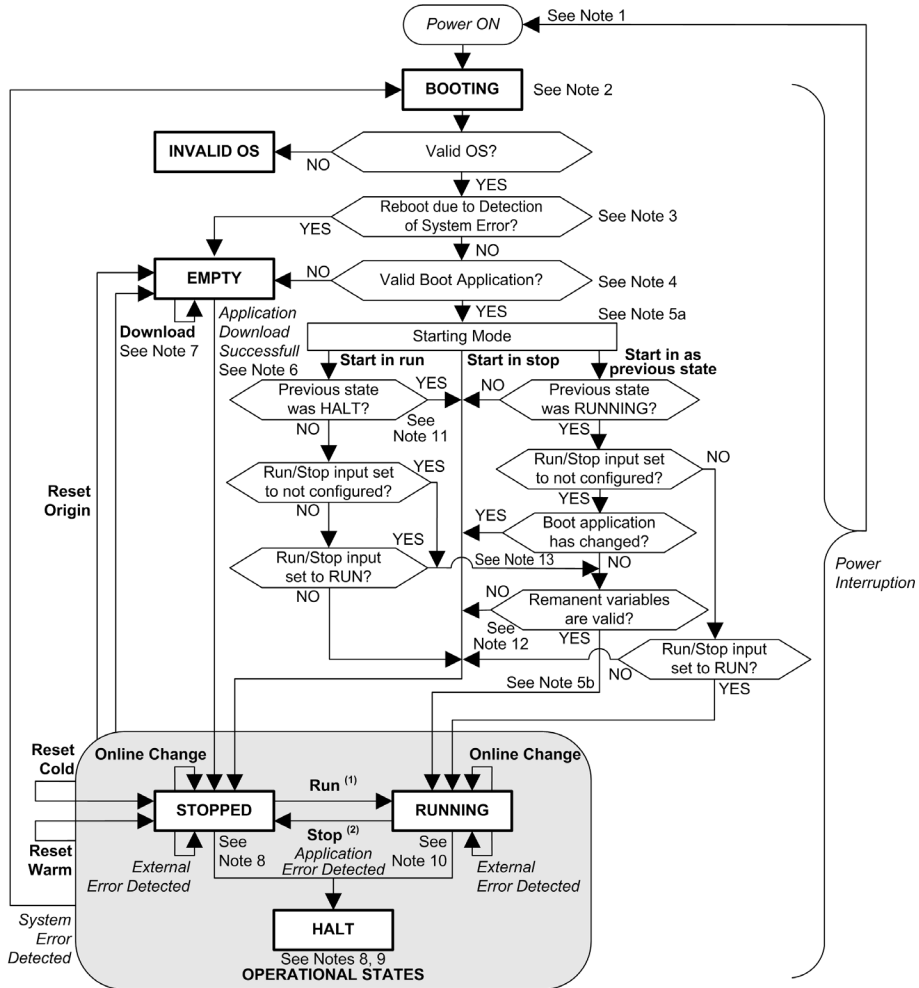 Power ON
See Note 1
BOOTING
See Note 2
INVALID OS
NO
Valid OS?
YES
YES
Reboot due to Detection
of System Error?
See Note 3
NO
EMPTY
NO
Valid Boot Application?
See Note 4
YES
See Note 5a
Application
Download
Successfull
See Note 6
Download
See Note 7
Starting Mode
Start in run
Start in stop
Start in as
previous state
Previous state
was HALT?
YES
NO
Previous state
was RUNNING?
NO
See
Note 11
YES
NO
Run/Stop input set
to not configured?
YES
Run/Stop input set
to not configured?
Reset
Origin
NO
YES
YES
YES
Boot application
has changed?
Run/Stop input
set to RUN?
See Note 13
NO
Power
Interruption
NO
NO
Remanent variables
are valid?
See
Note 12
YES
NO
Run/Stop input
set to RUN?
See Note 5b
YES
Reset
Cold
Online Change
Online Change
Run (1)
STOPPED
RUNNING
Stop (2)
Reset
Warm
See
Note 8
Application
Error Detected
See
Note 10
External
Error Detected
External
Error Detected
System
Error
Detected
HALT
See Notes 8, 9
OPERATIONAL STATES